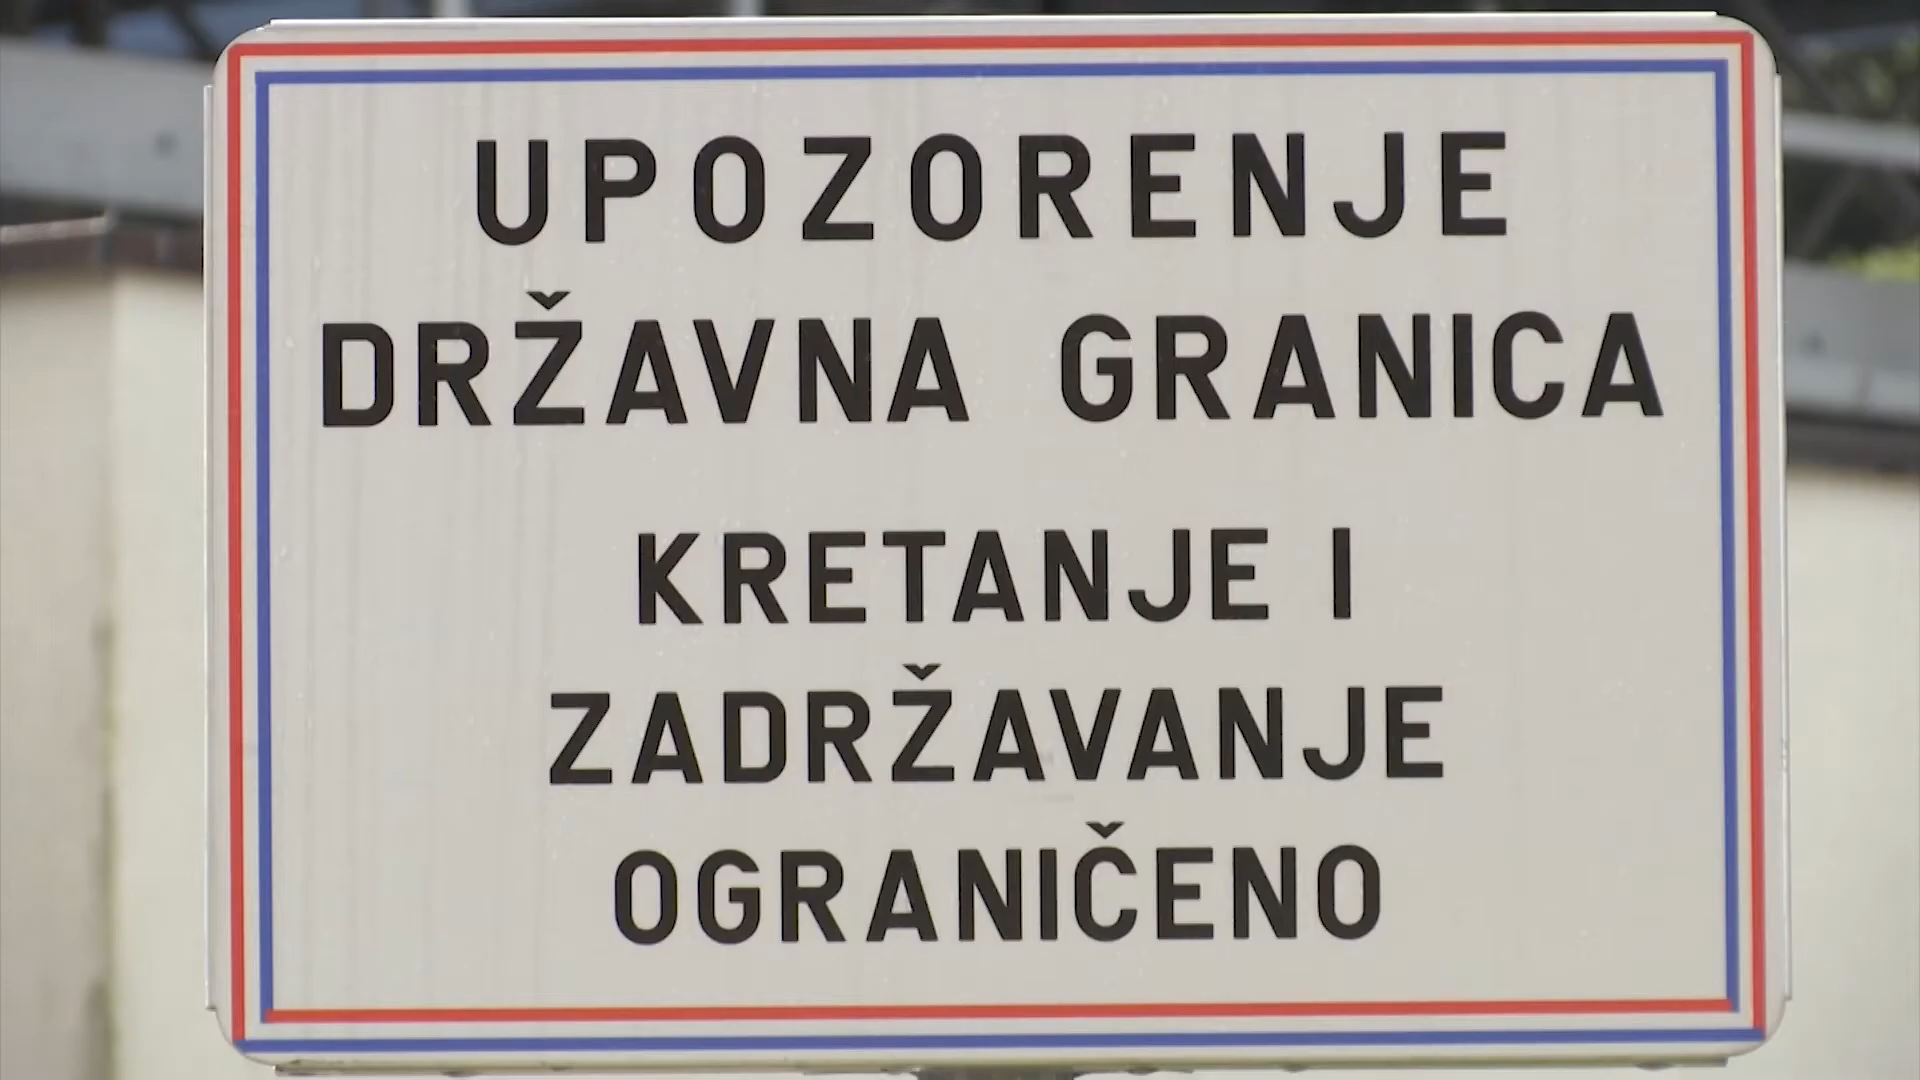 UPOZORENJE
DRŽAVNA GRANICA
KRETANJE I
ZADRŽAVANJE
OGRANIČENO